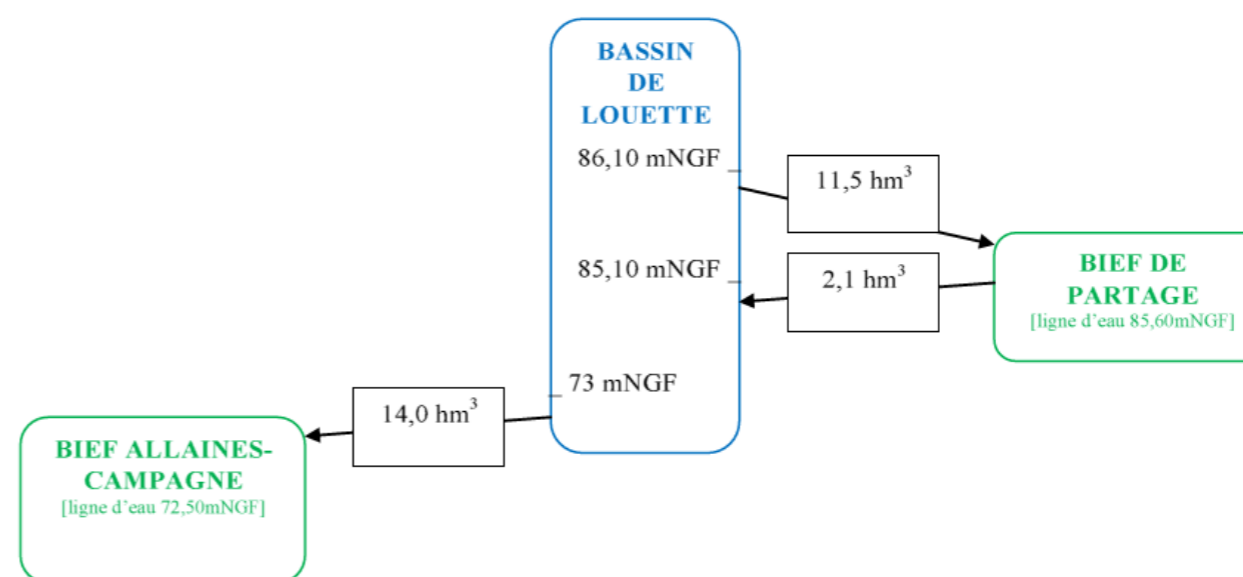 BASSIN
DE
LOUETTE
86,10 mNGF
11,5 hm³
85,10 mNGF
2,1 hm³
BIEF DE
PARTAGE
[ligne d'eau 85,60mNGF]
73 mNGF
14,0 hm³
BIEF ALLAINES-
CAMPAGNE
[ligne d'eau 72,50mNGF]